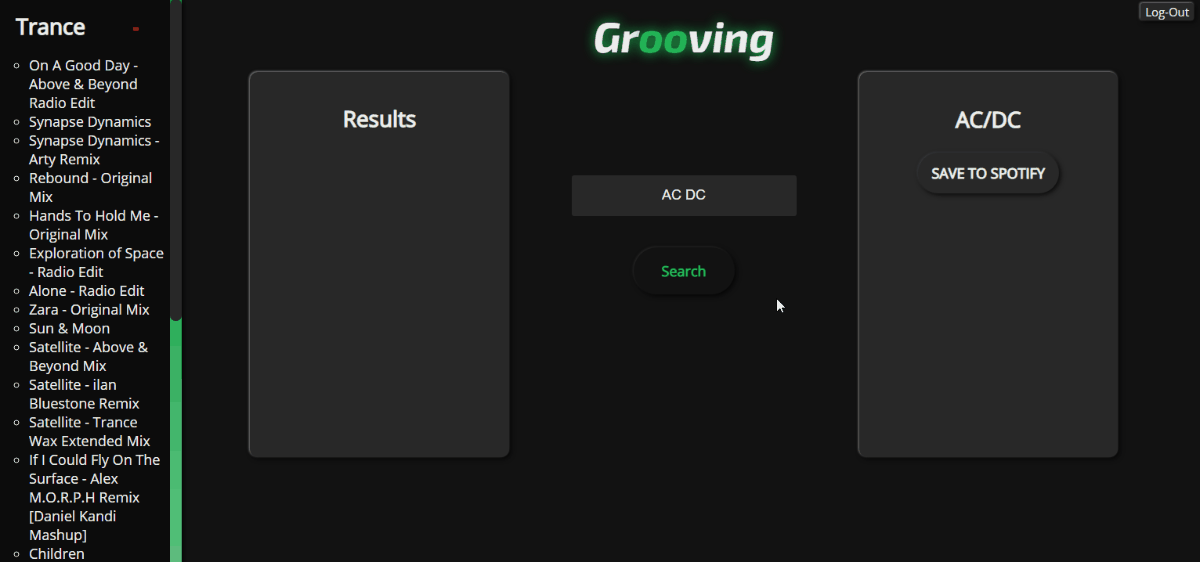 Trance
-
On A Good Day -
Above & Beyond
Radio Edit
Synapse Dynamics
Synapse Dynamics -
Arty Remix
Rebound - Original
Mix
Hands To Hold Me -
Original Mix
Exploration of Space
- Radio Edit
Alone - Radio Edit
Zara - Original Mix
Sun & Moon
Satellite - Above &
Beyond Mix
Satellite - ilan
Bluestone Remix
Satellite - Trance
Wax Extended Mix
If I Could Fly On The
Surface - Alex
M.O.R.P.H Remix
[Daniel Kandi
Mashup]
Children
Grooving
Log-Out
Results
AC DC
Search
AC/DC
SAVE TO SPOTIFY